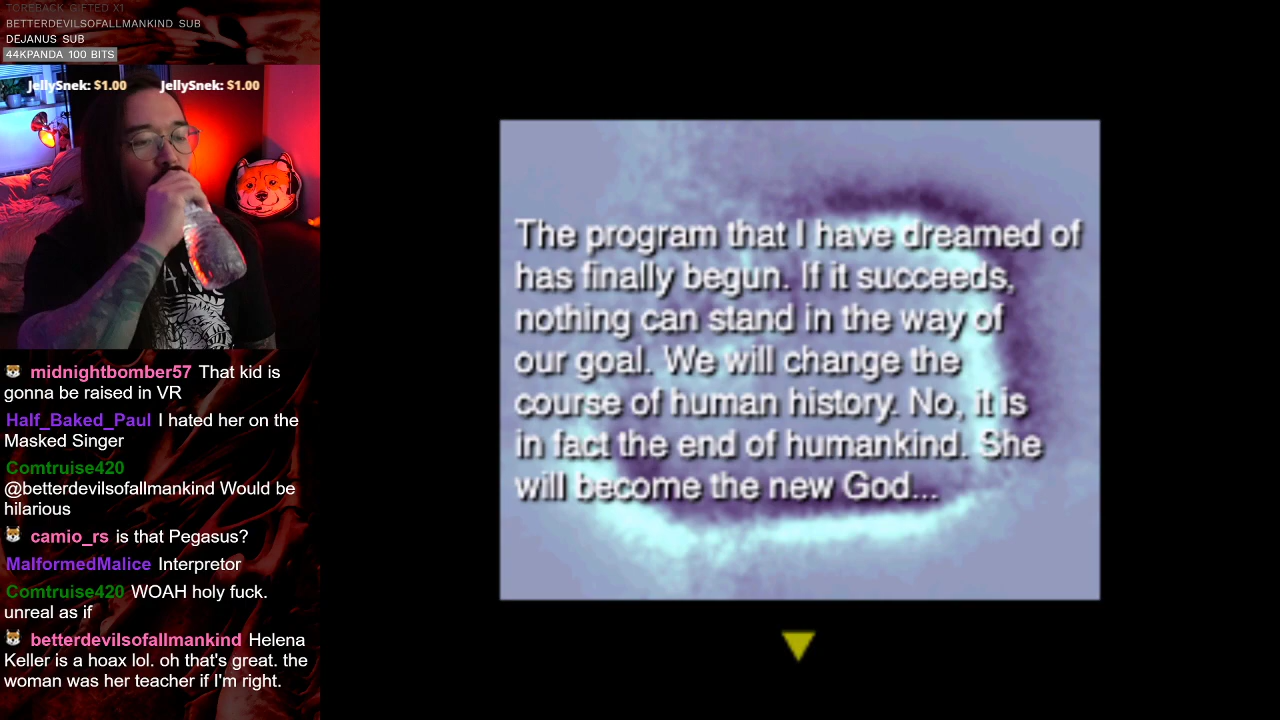 TOREBACK GIFTED X1
BETTERDEVILSOFALLMANKIND SUB
DEJANUS SUB
44KPANDA 100 BITS
JellySnek: $1.00 JellySnek: $1.00
midnightbomber57 That kid is
gonna be raised in VR
Half_Baked_Paul I hated her on the
Masked Singer
Comtruise420
@betterdevilsofallmankind Would be
hilarious
camio_rs is that Pegasus?
MalformedMalice Interpretor
Comtruise420 WOAH holy fuck.
unreal as if
betterdevilsofallmankind Helena
Keller is a hoax lol. oh that's great. the
woman was her teacher if I'm right.
The program that I have dreamed of
has finally begun. If it succeeds,
nothing can stand in the way of
our goal. We will change the
course of human history. No, it is
in fact the end of humankind. She
will become the new God...